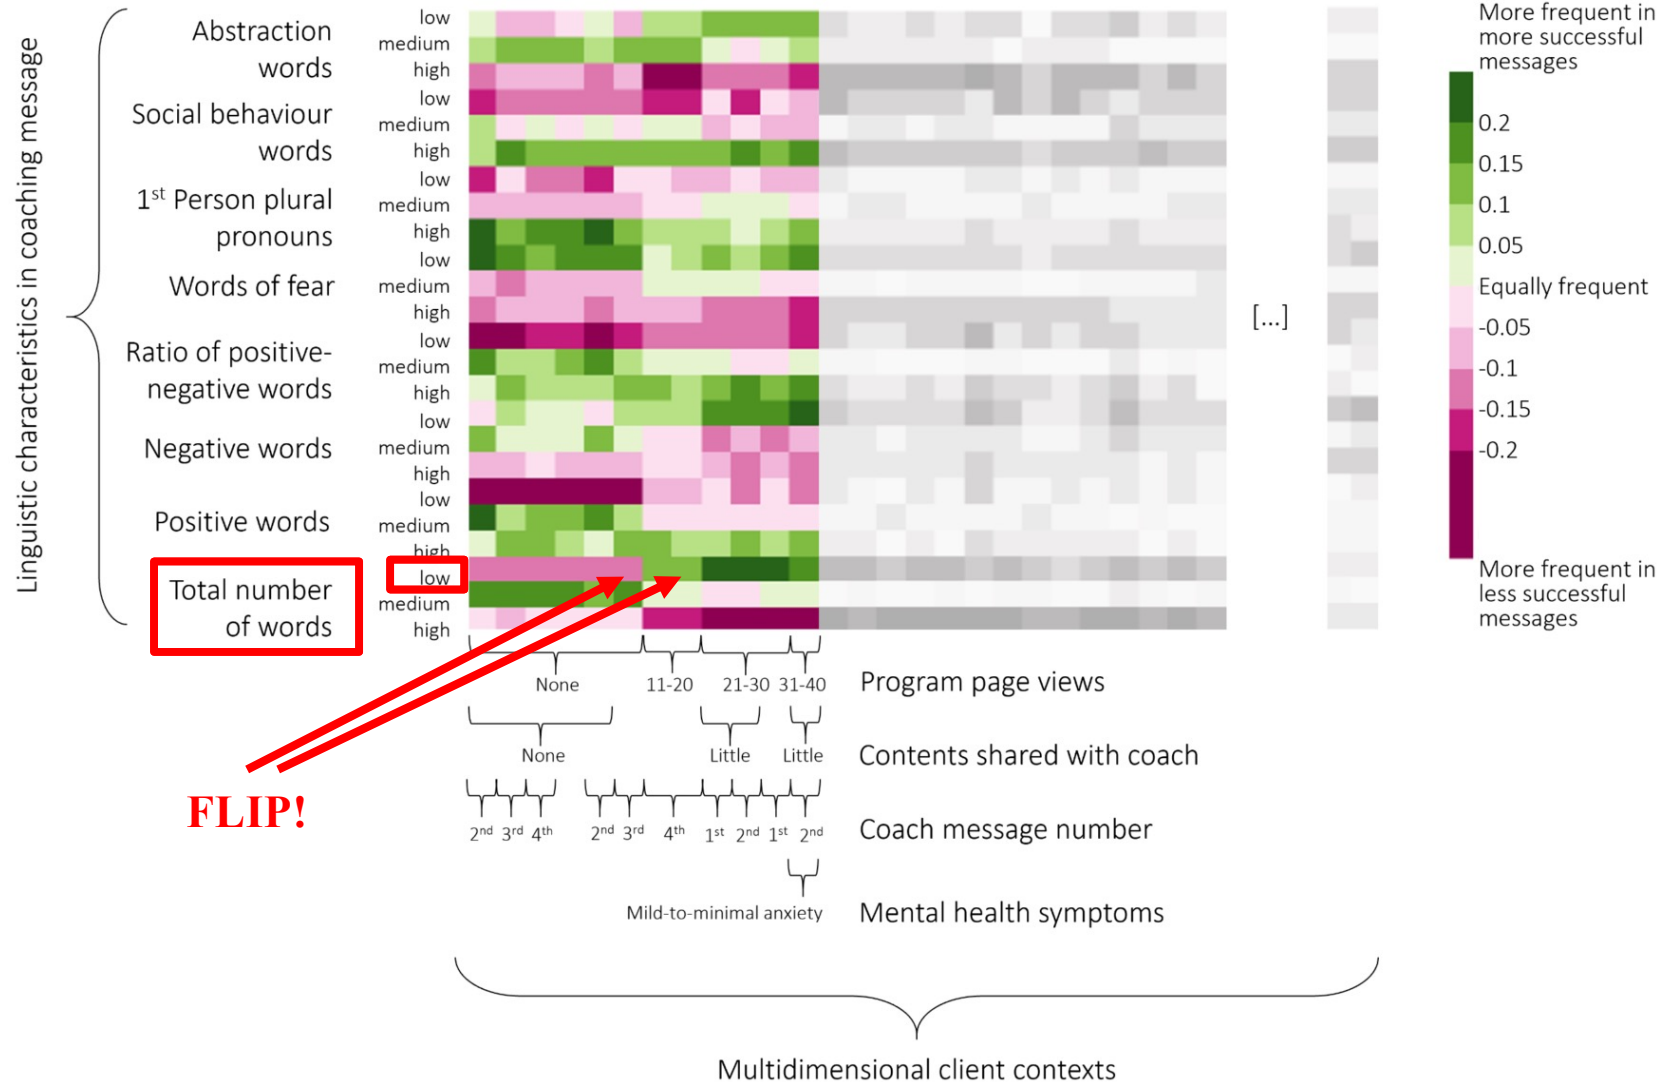 Linguistic characteristics in coaching message
Abstraction
words
Social behaviour
words
1st Person plural
pronouns
Words of fear
Ratio of positive-
negative words
Negative words
Positive words
Total number
of words
low
medium
high
low
medium
high
low
medium
high
low
medium
high
low
medium
high
low
medium
high
low
medium
high
low
medium
high
[...]
More frequent in
more successful
messages
0.2
0.15
0.1
0.05
Equally frequent
-0.05
-0.1
-0.15
-0.2
More frequent in
less successful
messages
None 11-20 21-30 31-40 Program page views
None Little Little Contents shared with coach
FLIP!
2nd 3rd 4th 2nd 3rd 4th 1st 2nd 1st 2nd Coach message number
Mild-to-minimal anxiety Mental health symptoms
Multidimensional client contexts